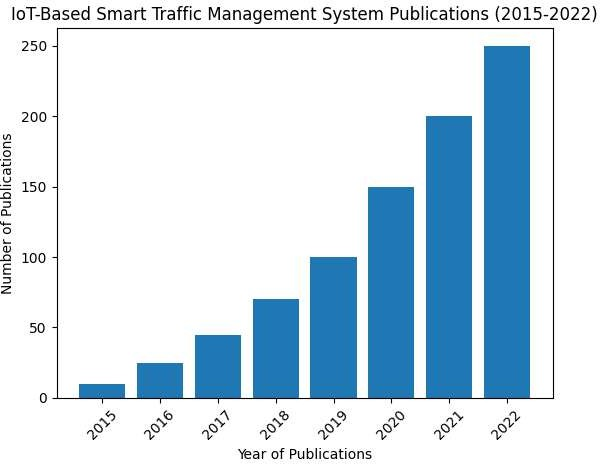 IoT-Based Smart Traffic Management System Publications (2015-2022)
250
200
150
100
50
0
Number of Publications
2015 2016 2017 2018 2019 2020 2021 2022
Year of Publications